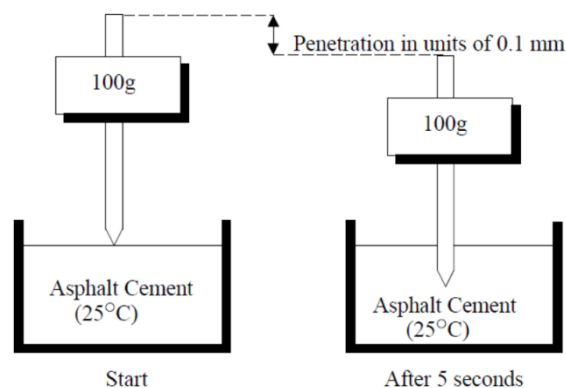 Penetration in units of 0.1 mm
100g
100g
Asphalt Cement
(25°C)
Asphalt Cement
(25°C)
Start
After 5 seconds